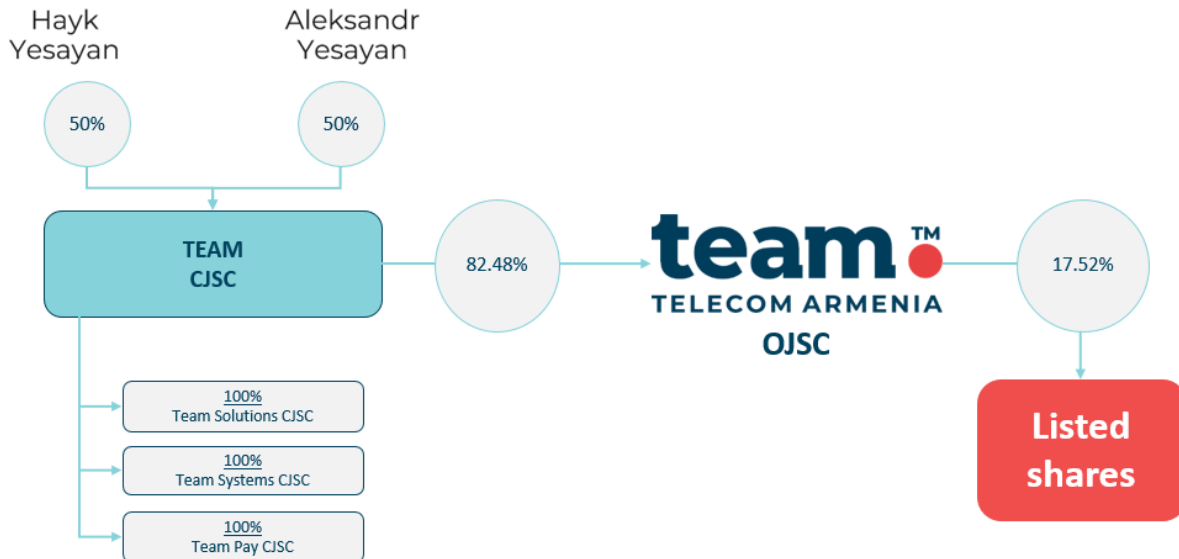 Hayk
Yesayan
Aleksandr
Yesayan
50%
50%
TEAM
CJSC
82.48%
team.™
TELECOM ARMENIA
OJSC
17.52%
Listed
shares
100%
Team Solutions CJSC
100%
Team Systems CJSC
100%
Team Pay CJSC